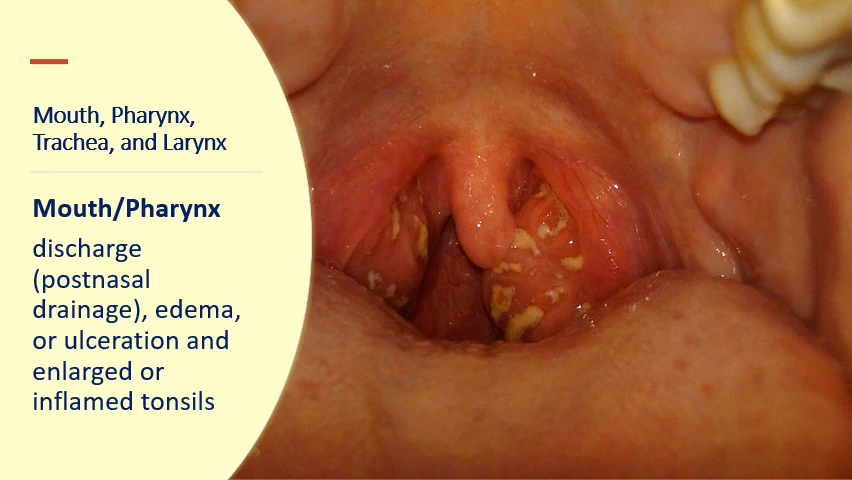 Mouth, Pharynx,
Trachea, and Larynx
Mouth/Pharynx
discharge
(postnasal
drainage), edema,
or ulceration and
enlarged or
inflamed tonsils